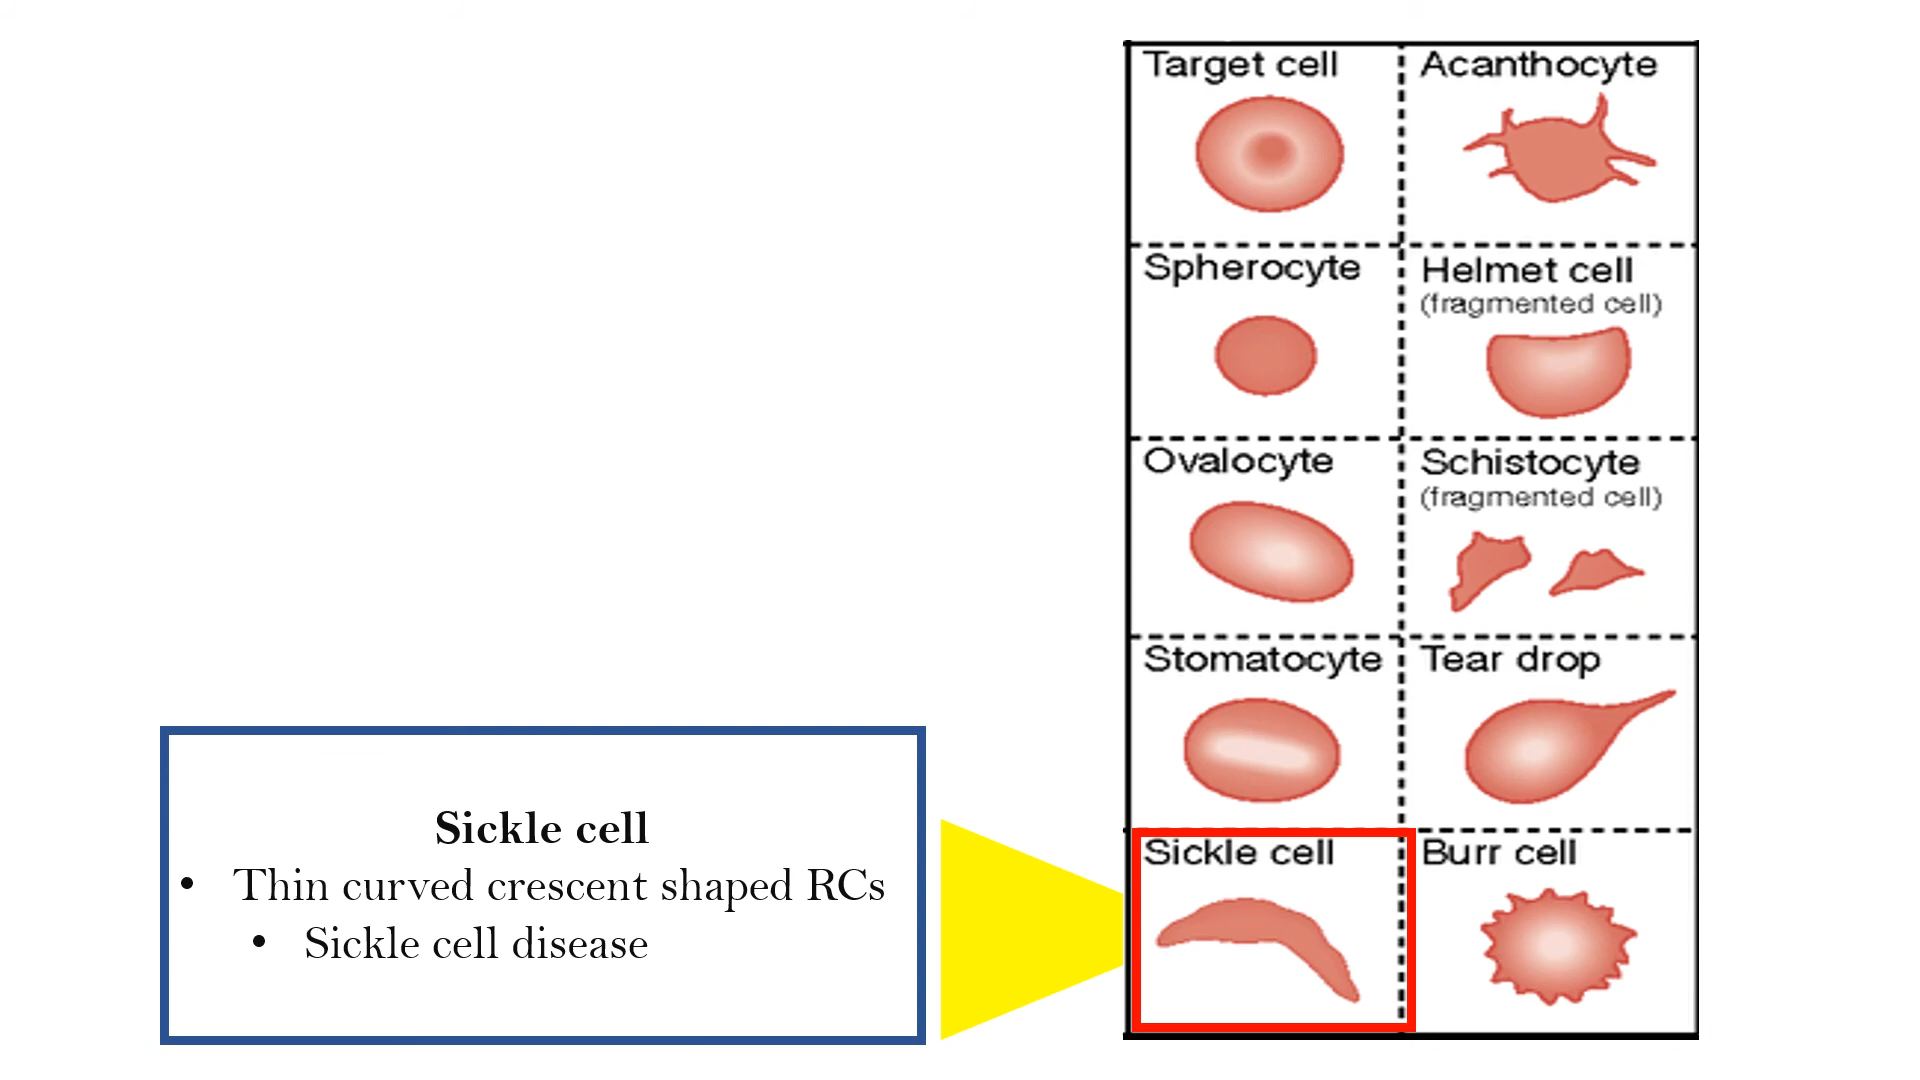 Target cell
Acanthocyte
Spherocyte
Helmet cell
(fragmented cell)
Ovalocyte
Schistocyte
(fragmented cell)
Stomatocyte
Tear drop
Sickle cell
Burr cell
Sickle cell
• Thin curved crescent shaped RCs
• Sickle cell disease